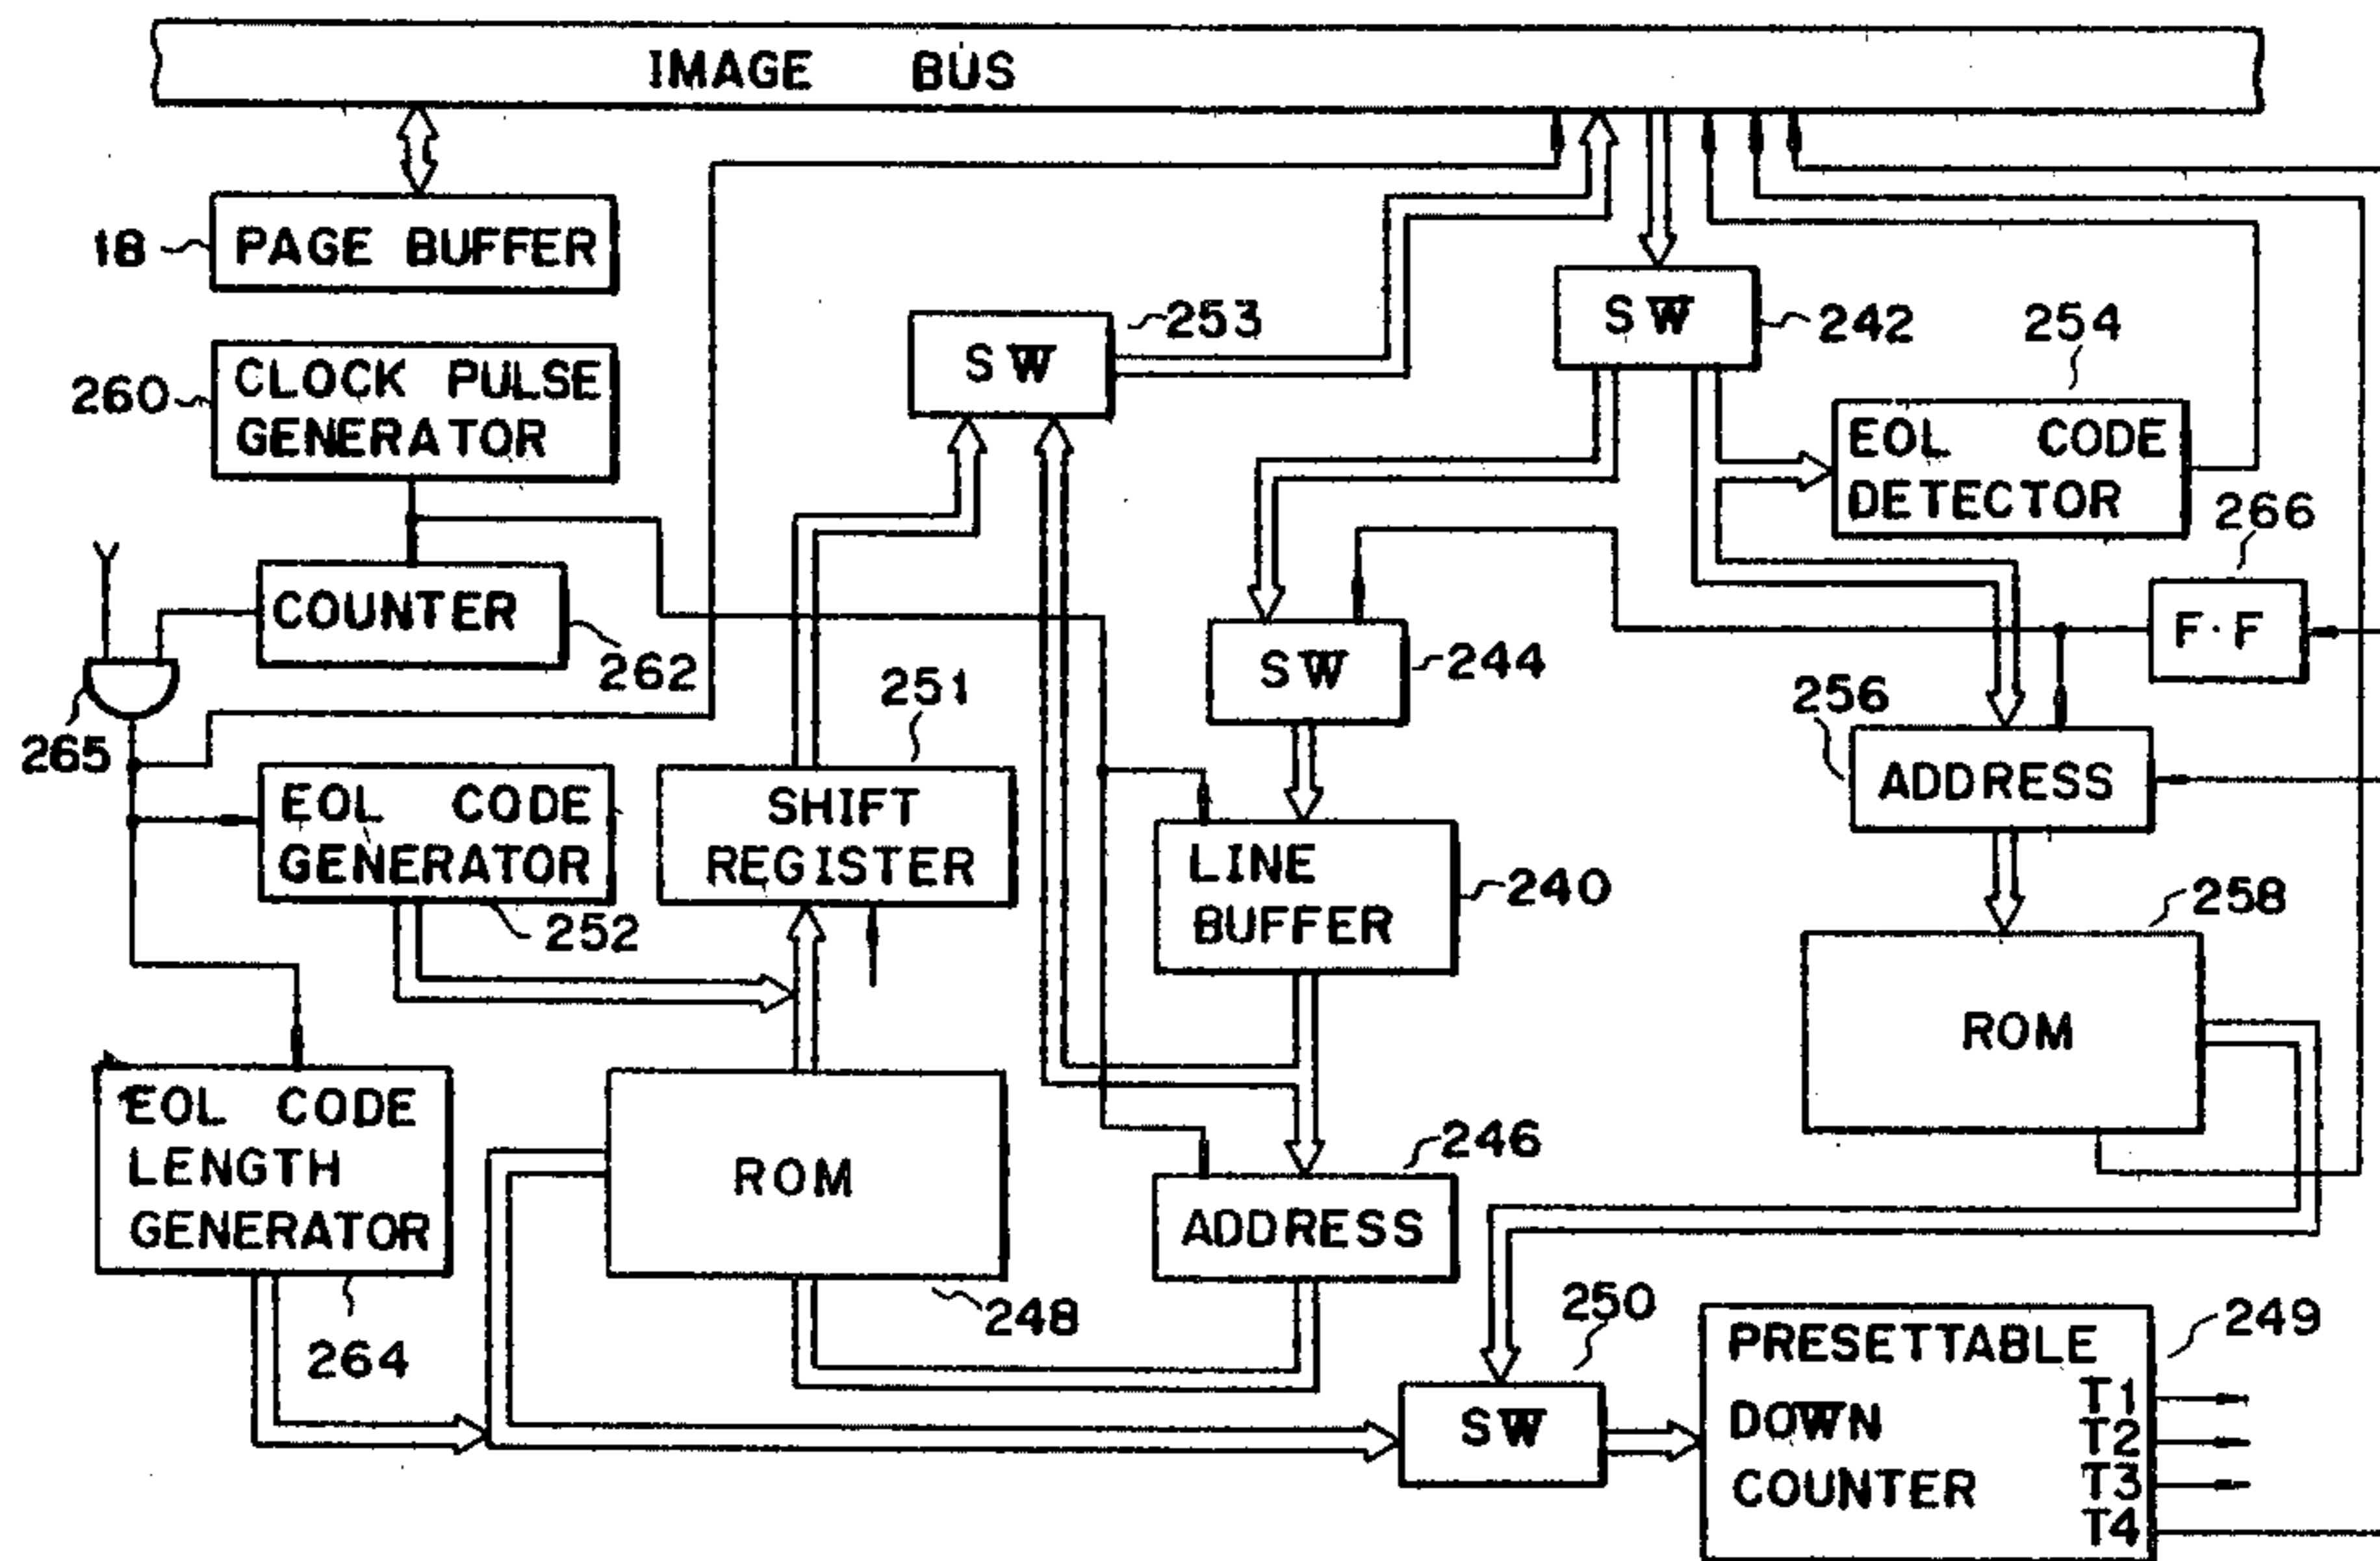 IMAGE BUS
18
PAGE BUFFER
253
SW
SW
242
254
260
CLOCK PULSE
GENERATOR
EOL CODE
DETECTOR
266
COUNTER
262
F·F
SW
244
251
256
265
EOL CODE
GENERATOR
252
SHIFT
REGISTER
ADDRESS
LINE
BUFFER
240
258
ROM
EOL CODE
LENGTH
GENERATOR
264
ROM
248
246
ADDRESS
250
SW
249
PRESETTABLE
DOWN
COUNTER
T1
T2
T3
T4